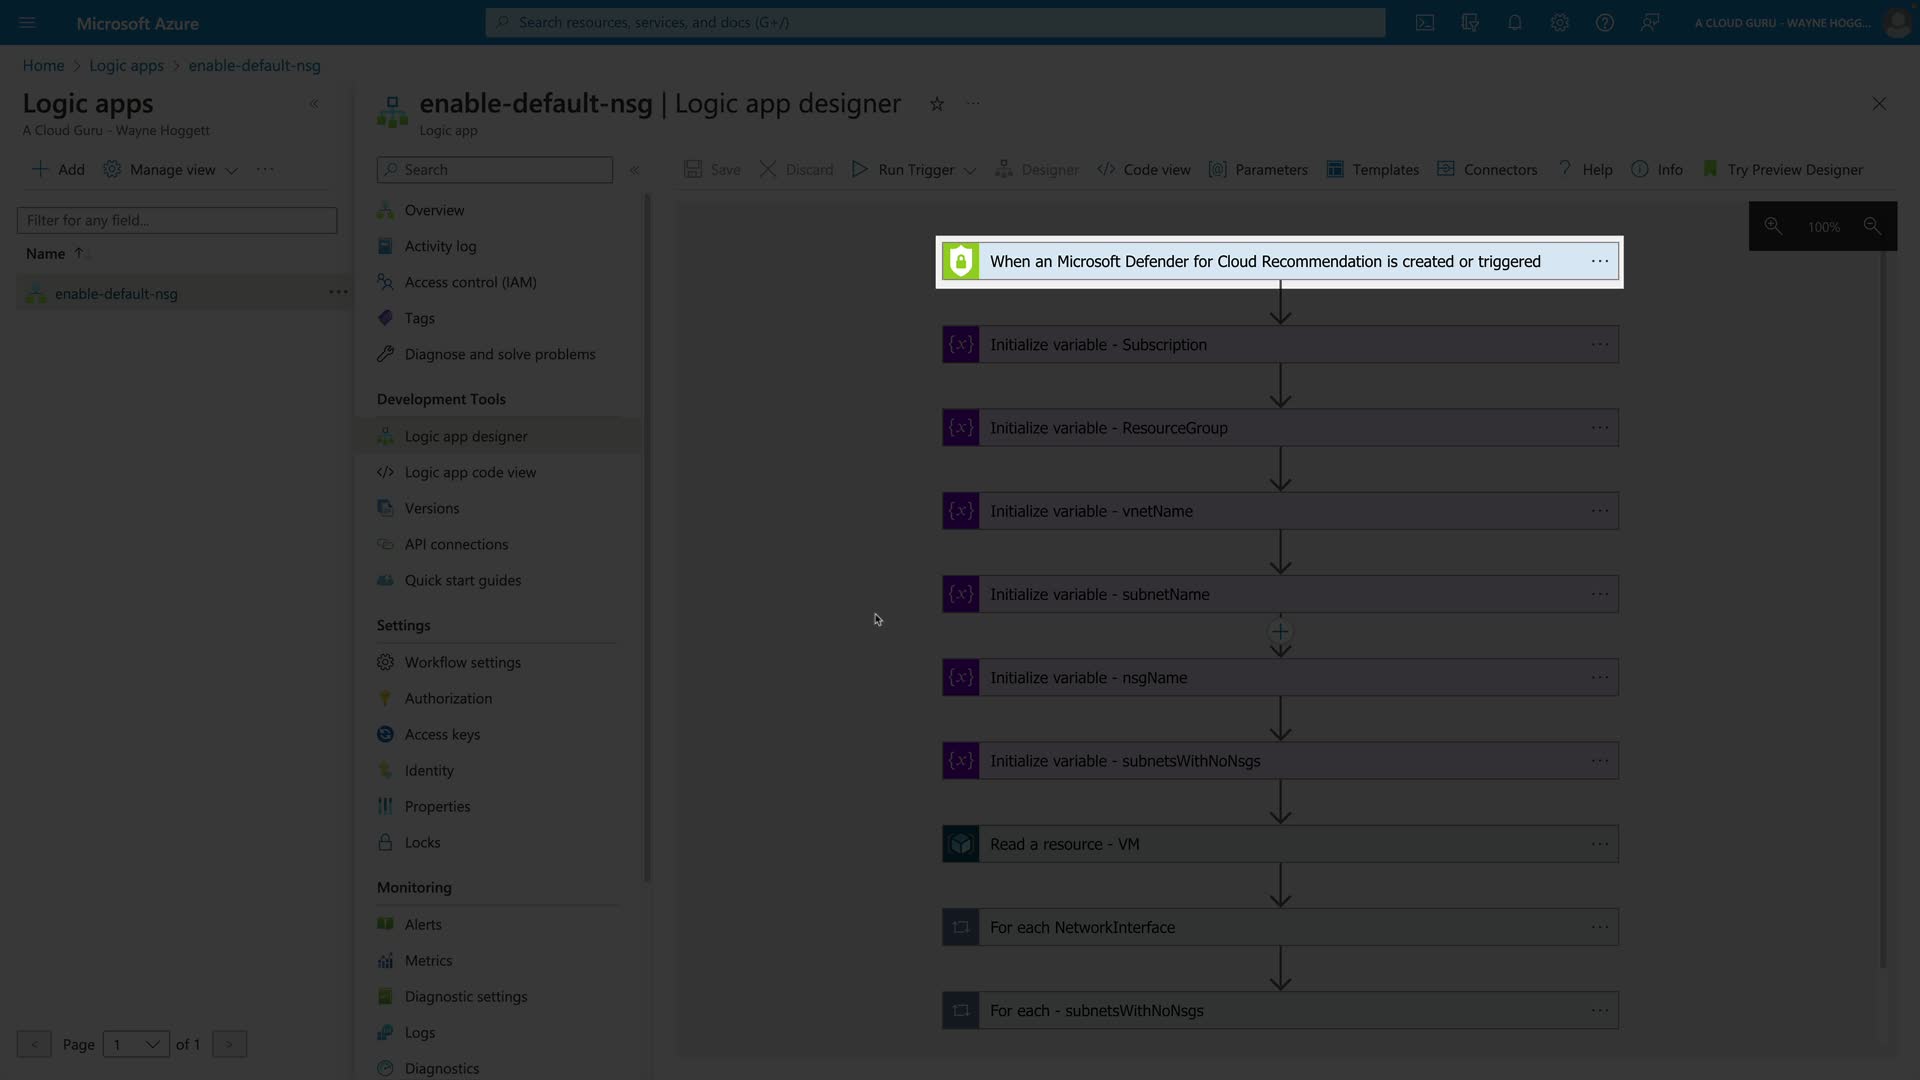 Microsoft Azure
Search resources, services, and docs (G+/)
A CLOUD GURU - WAYNE HOGG...
Home > Logic apps > enable-default-nsg
Logic apps
A Cloud Guru - Wayne Hoggett
enable-default-nsg | Logic app designer
Logic app
Add
Manage view
Search
Save
Discard
Run Trigger
Designer
Code view
Parameters
Templates
Connectors
Help
Info
Try Preview Designer
Filter for any field...
Name
enable-default-nsg
Page 1 of 1
Overview
Activity log
Access control (IAM)
Tags
Diagnose and solve problems
Development Tools
Logic app designer
Logic app code view
Versions
API connections
Quick start guides
Settings
Workflow settings
Authorization
Access keys
Identity
Properties
Locks
Monitoring
Alerts
Metrics
Diagnostic settings
Logs
Diagnostics
100%
When an Microsoft Defender for Cloud Recommendation is created or triggered
Initialize variable - Subscription
Initialize variable - ResourceGroup
Initialize variable - vnetName
Initialize variable - subnetName
Initialize variable - nsgName
Initialize variable - subnetsWithNoNsgs
Read a resource - VM
For each NetworkInterface
For each - subnetsWithNoNsgs